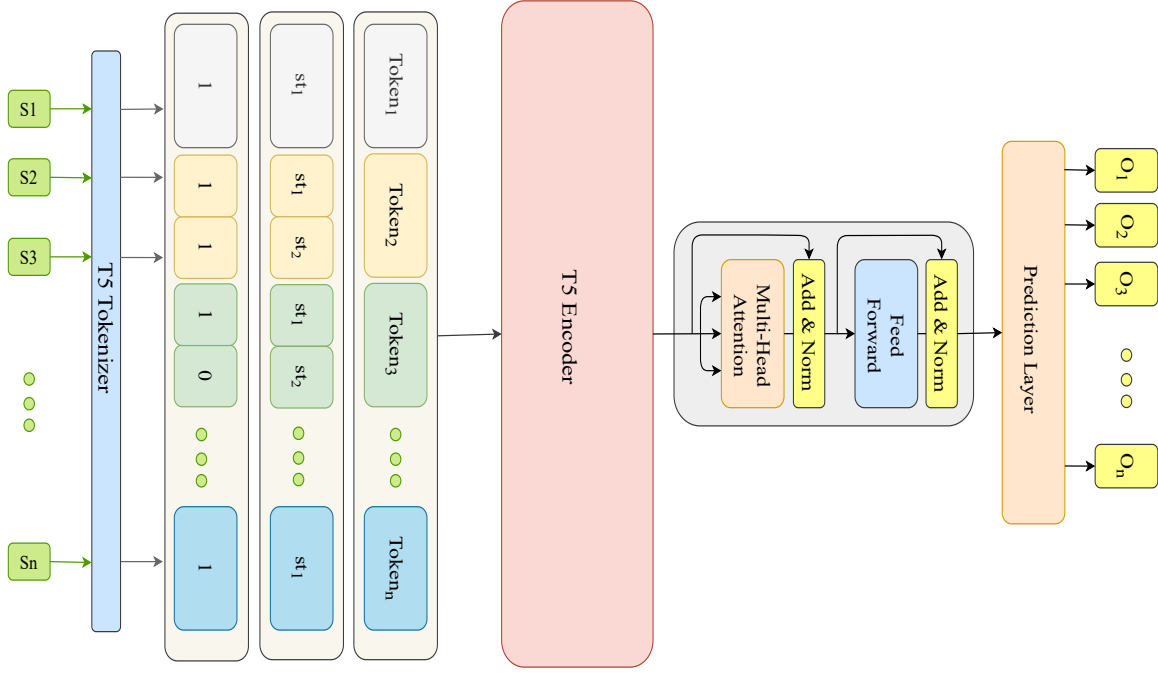 S1
S2
S3
Sn
T5 Tokenizer
1
1
1
1
0
1
st₁
st₁
st₂
st₁
st₂
st₁
Token₁
Token₂
Token₃
Tokenₙ
T5 Encoder
Multi-Head
Attention
Add & Norm
Feed
Forward
Add & Norm
Prediction Layer
O₁
O₂
O₃
Oₙ